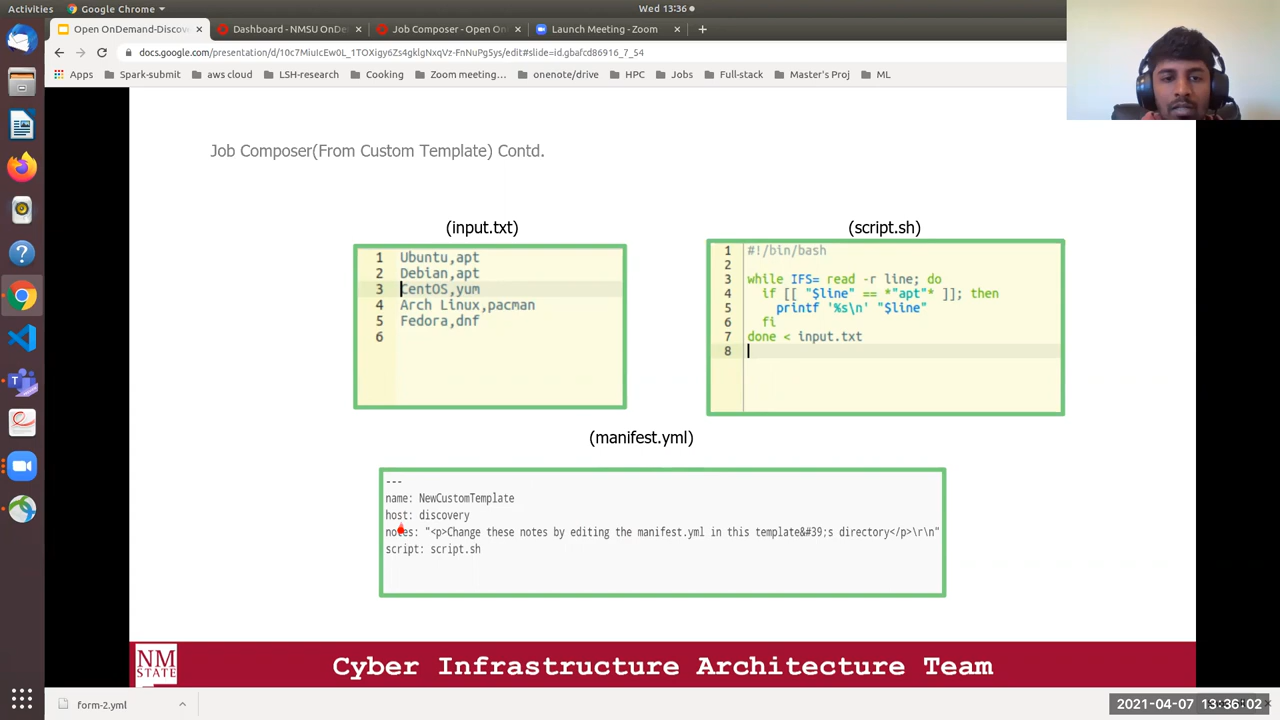 Activities
Google Chrome
Wed 13:36
Open OnDemand-Discov
Dashboard - NMSU OnDe
Job Composer - Open On
Launch Meeting - Zoom
docs.google.com/presentation/d/10c7MiuIcEw0L_1TOXigy6Zs4gklgNxqVz-FnNuPgSys/edit#slide=id.gbafcd86916_7_54
Apps
Spark-submit
aws cloud
LSH-research
Cooking
Zoom meeting...
onenote/drive
HPC
Jobs
Full-stack
Master's Proj
ML
Job Composer(From Custom Template) Contd.
(input.txt)
1 Ubuntu,apt
2 Debian,apt
3 CentOS,yum
4 Arch Linux,pacman
5 Fedora,dnf
6
(script.sh)
1 #!/bin/bash
2
3 while IFS= read -r line; do
4 if [[ "$line" == *"apt"* ]]; then
5 printf '%s\n' "$line"
6 fi
7 done < input.txt
8
(manifest.yml)
---
name: NewCustomTemplate
host: discovery
notes: "<p>Change these notes by editing the manifest.yml in this template&#39;s directory</p>\r\n"
script: script.sh
NM
STATE
Cyber Infrastructure Architecture Team
form-2.yml
2021-04-07 13:36:02